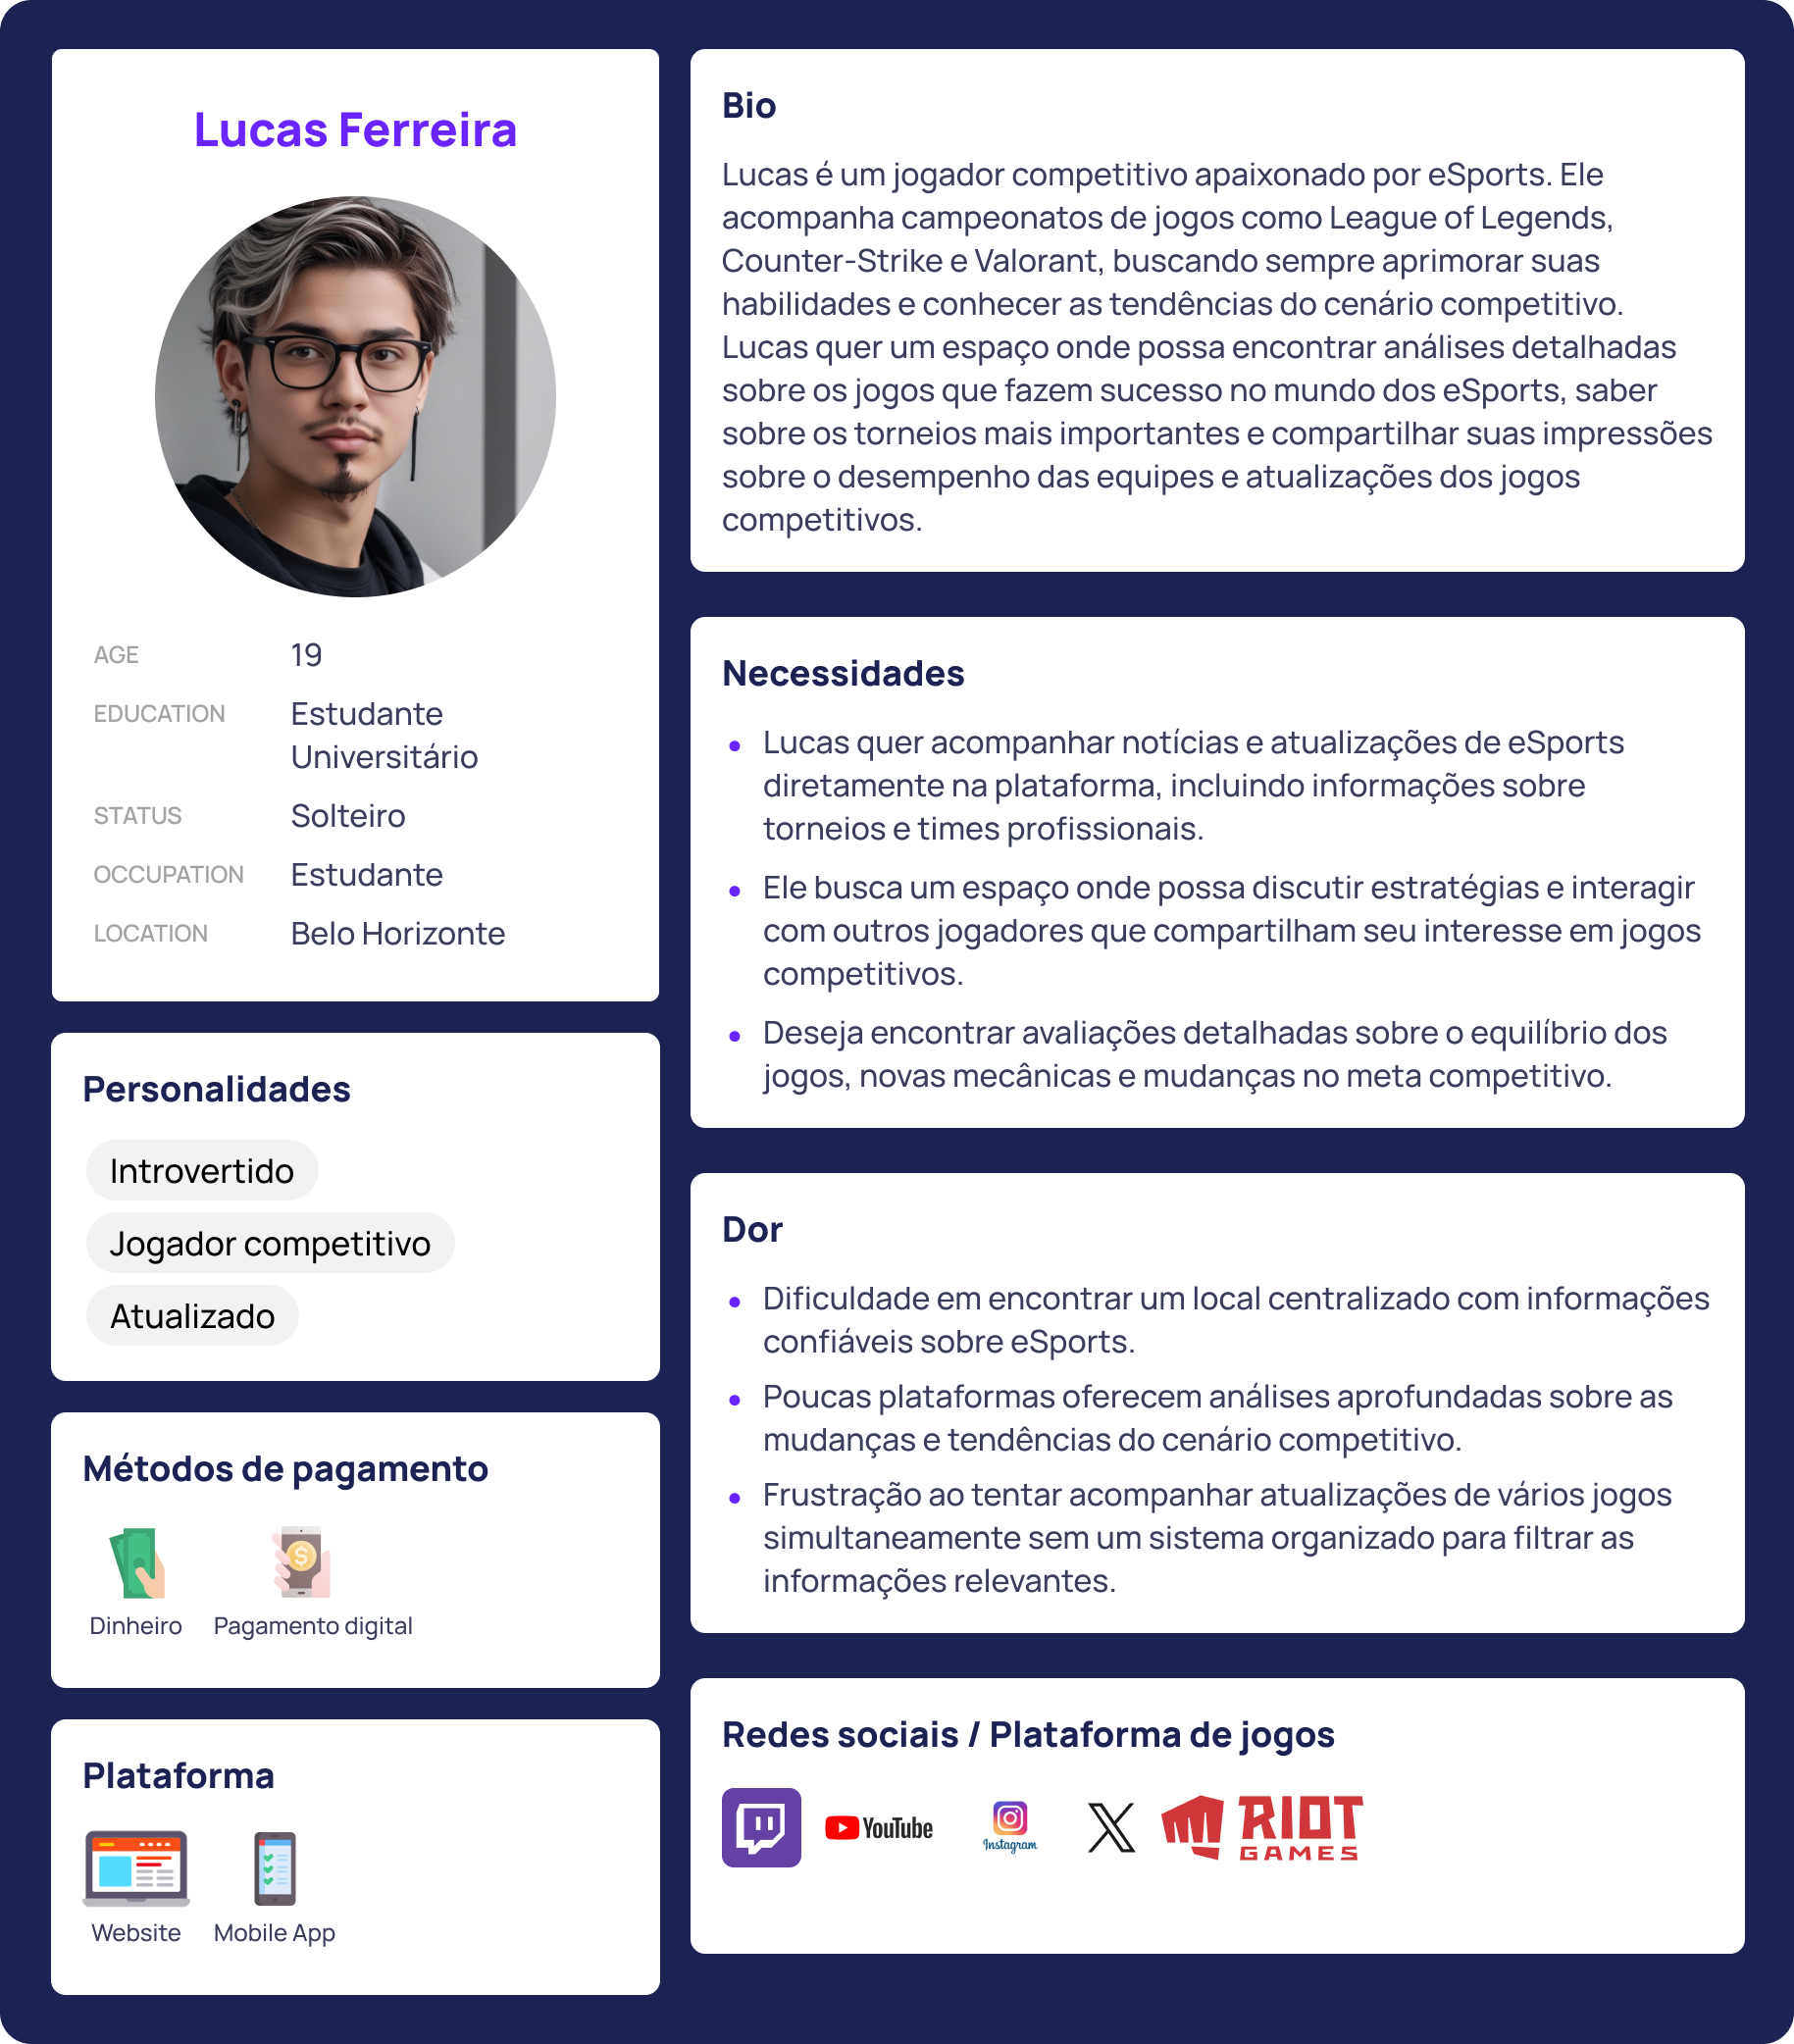 Lucas Ferreira
AGE 19
EDUCATION Estudante
Universitário
STATUS Solteiro
OCCUPATION Estudante
LOCATION Belo Horizonte
Personalidades
Introvertido
Jogador competitivo
Atualizado
Métodos de pagamento
$
Dinheiro Pagamento digital
Plataforma
Website Mobile App
Bio
Lucas é um jogador competitivo apaixonado por eSports. Ele
acompanha campeonatos de jogos como League of Legends,
Counter-Strike e Valorant, buscando sempre aprimorar suas
habilidades e conhecer as tendências do cenário competitivo.
Lucas quer um espaço onde possa encontrar análises detalhadas
sobre os jogos que fazem sucesso no mundo dos eSports, saber
sobre os torneios mais importantes e compartilhar suas impressões
sobre o desempenho das equipes e atualizações dos jogos
competitivos.
Necessidades
• Lucas quer acompanhar notícias e atualizações de eSports
diretamente na plataforma, incluindo informações sobre
torneios e times profissionais.
• Ele busca um espaço onde possa discutir estratégias e interagir
com outros jogadores que compartilham seu interesse em jogos
competitivos.
• Deseja encontrar avaliações detalhadas sobre o equilíbrio dos
jogos, novas mecânicas e mudanças no meta competitivo.
Dor
• Dificuldade em encontrar um local centralizado com informações
confiáveis sobre eSports.
• Poucas plataformas oferecem análises aprofundadas sobre as
mudanças e tendências do cenário competitivo.
• Frustração ao tentar acompanhar atualizações de vários jogos
simultaneamente sem um sistema organizado para filtrar as
informações relevantes.
Redes sociais / Plataforma de jogos
YouTube Instagram X RIOT
GAMES